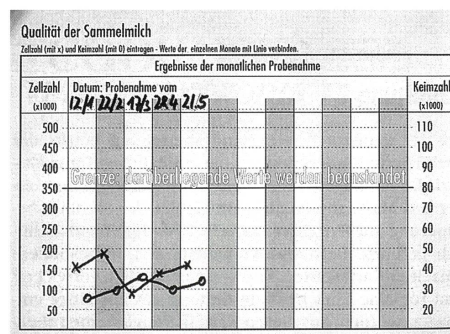 Qualität der Sammelmilch
Zellzahl (mit x) und Keimzahl (mit 0) eintragen - Werte der einzelnen Monate mit Linie verbinden.
Ergebnisse der monatlichen Probenahme
Zellzahl Datum: Probenahme vom Keimzahl
(x1000) 12/1 22/2 17/3 28.4 21.5 (x1000)
500 110
450 100
400 90
Grenze: darüberliegende Werte werden beanstandet
350 80
300 70
250 60
200 50
150 40
100 30
50 20